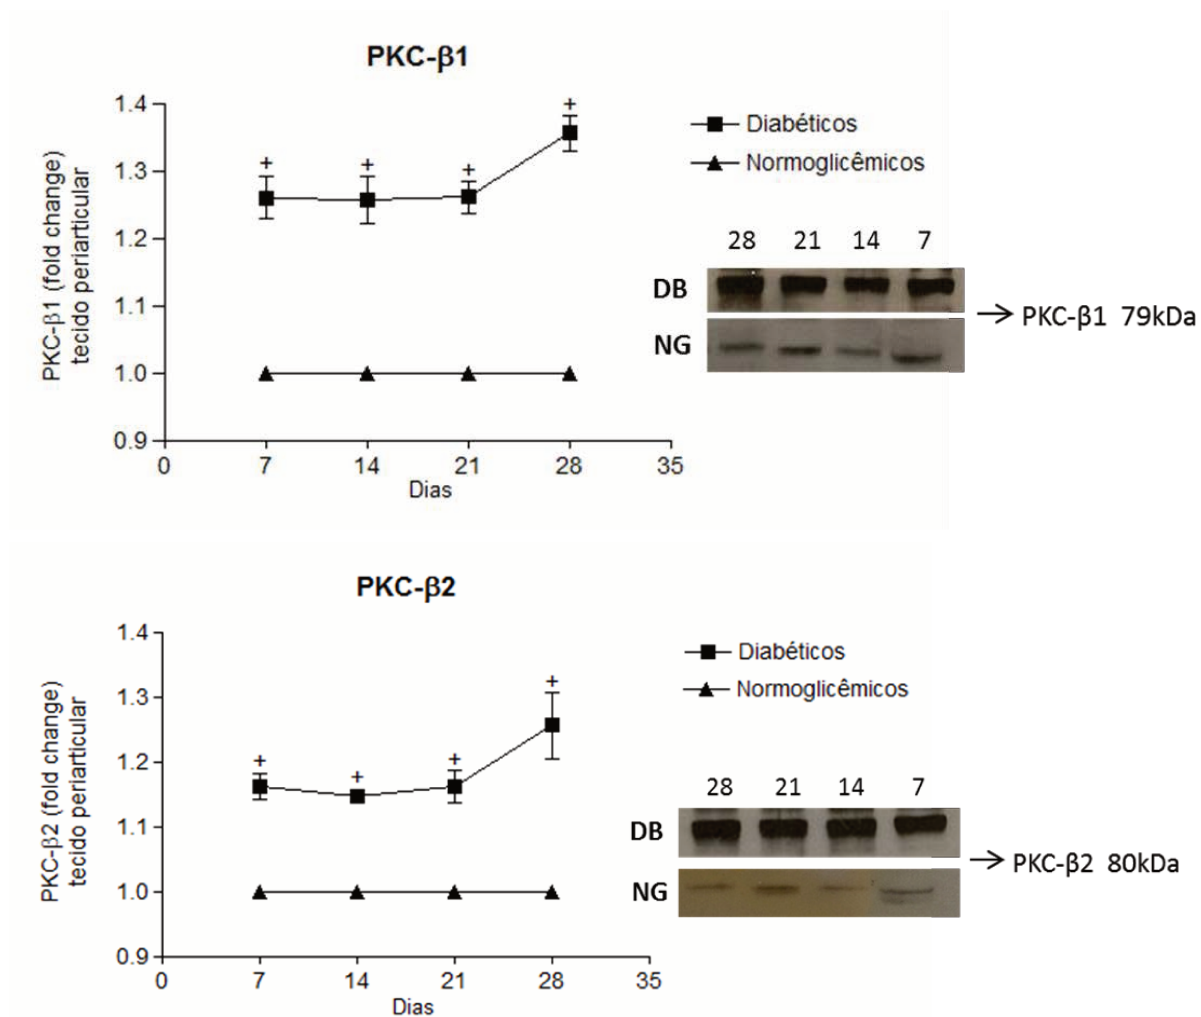 PKC-β1
PKC-β1 (fold change)
tecido periarticular
1.4
1.3
1.2
1.1
1.0
0.9
+ + + +
0 7 14 21 28 35
Dias
Diabéticos
Normoglicêmicos
28 21 14 7
DB
NG
PKC-β1 79kDa
PKC-β2
PKC-β2 (fold change)
tecido periarticular
1.4
1.3
1.2
1.1
1.0
0.9
+ + + +
0 7 14 21 28 35
Dias
Diabéticos
Normoglicêmicos
28 21 14 7
DB
NG
PKC-β2 80kDa